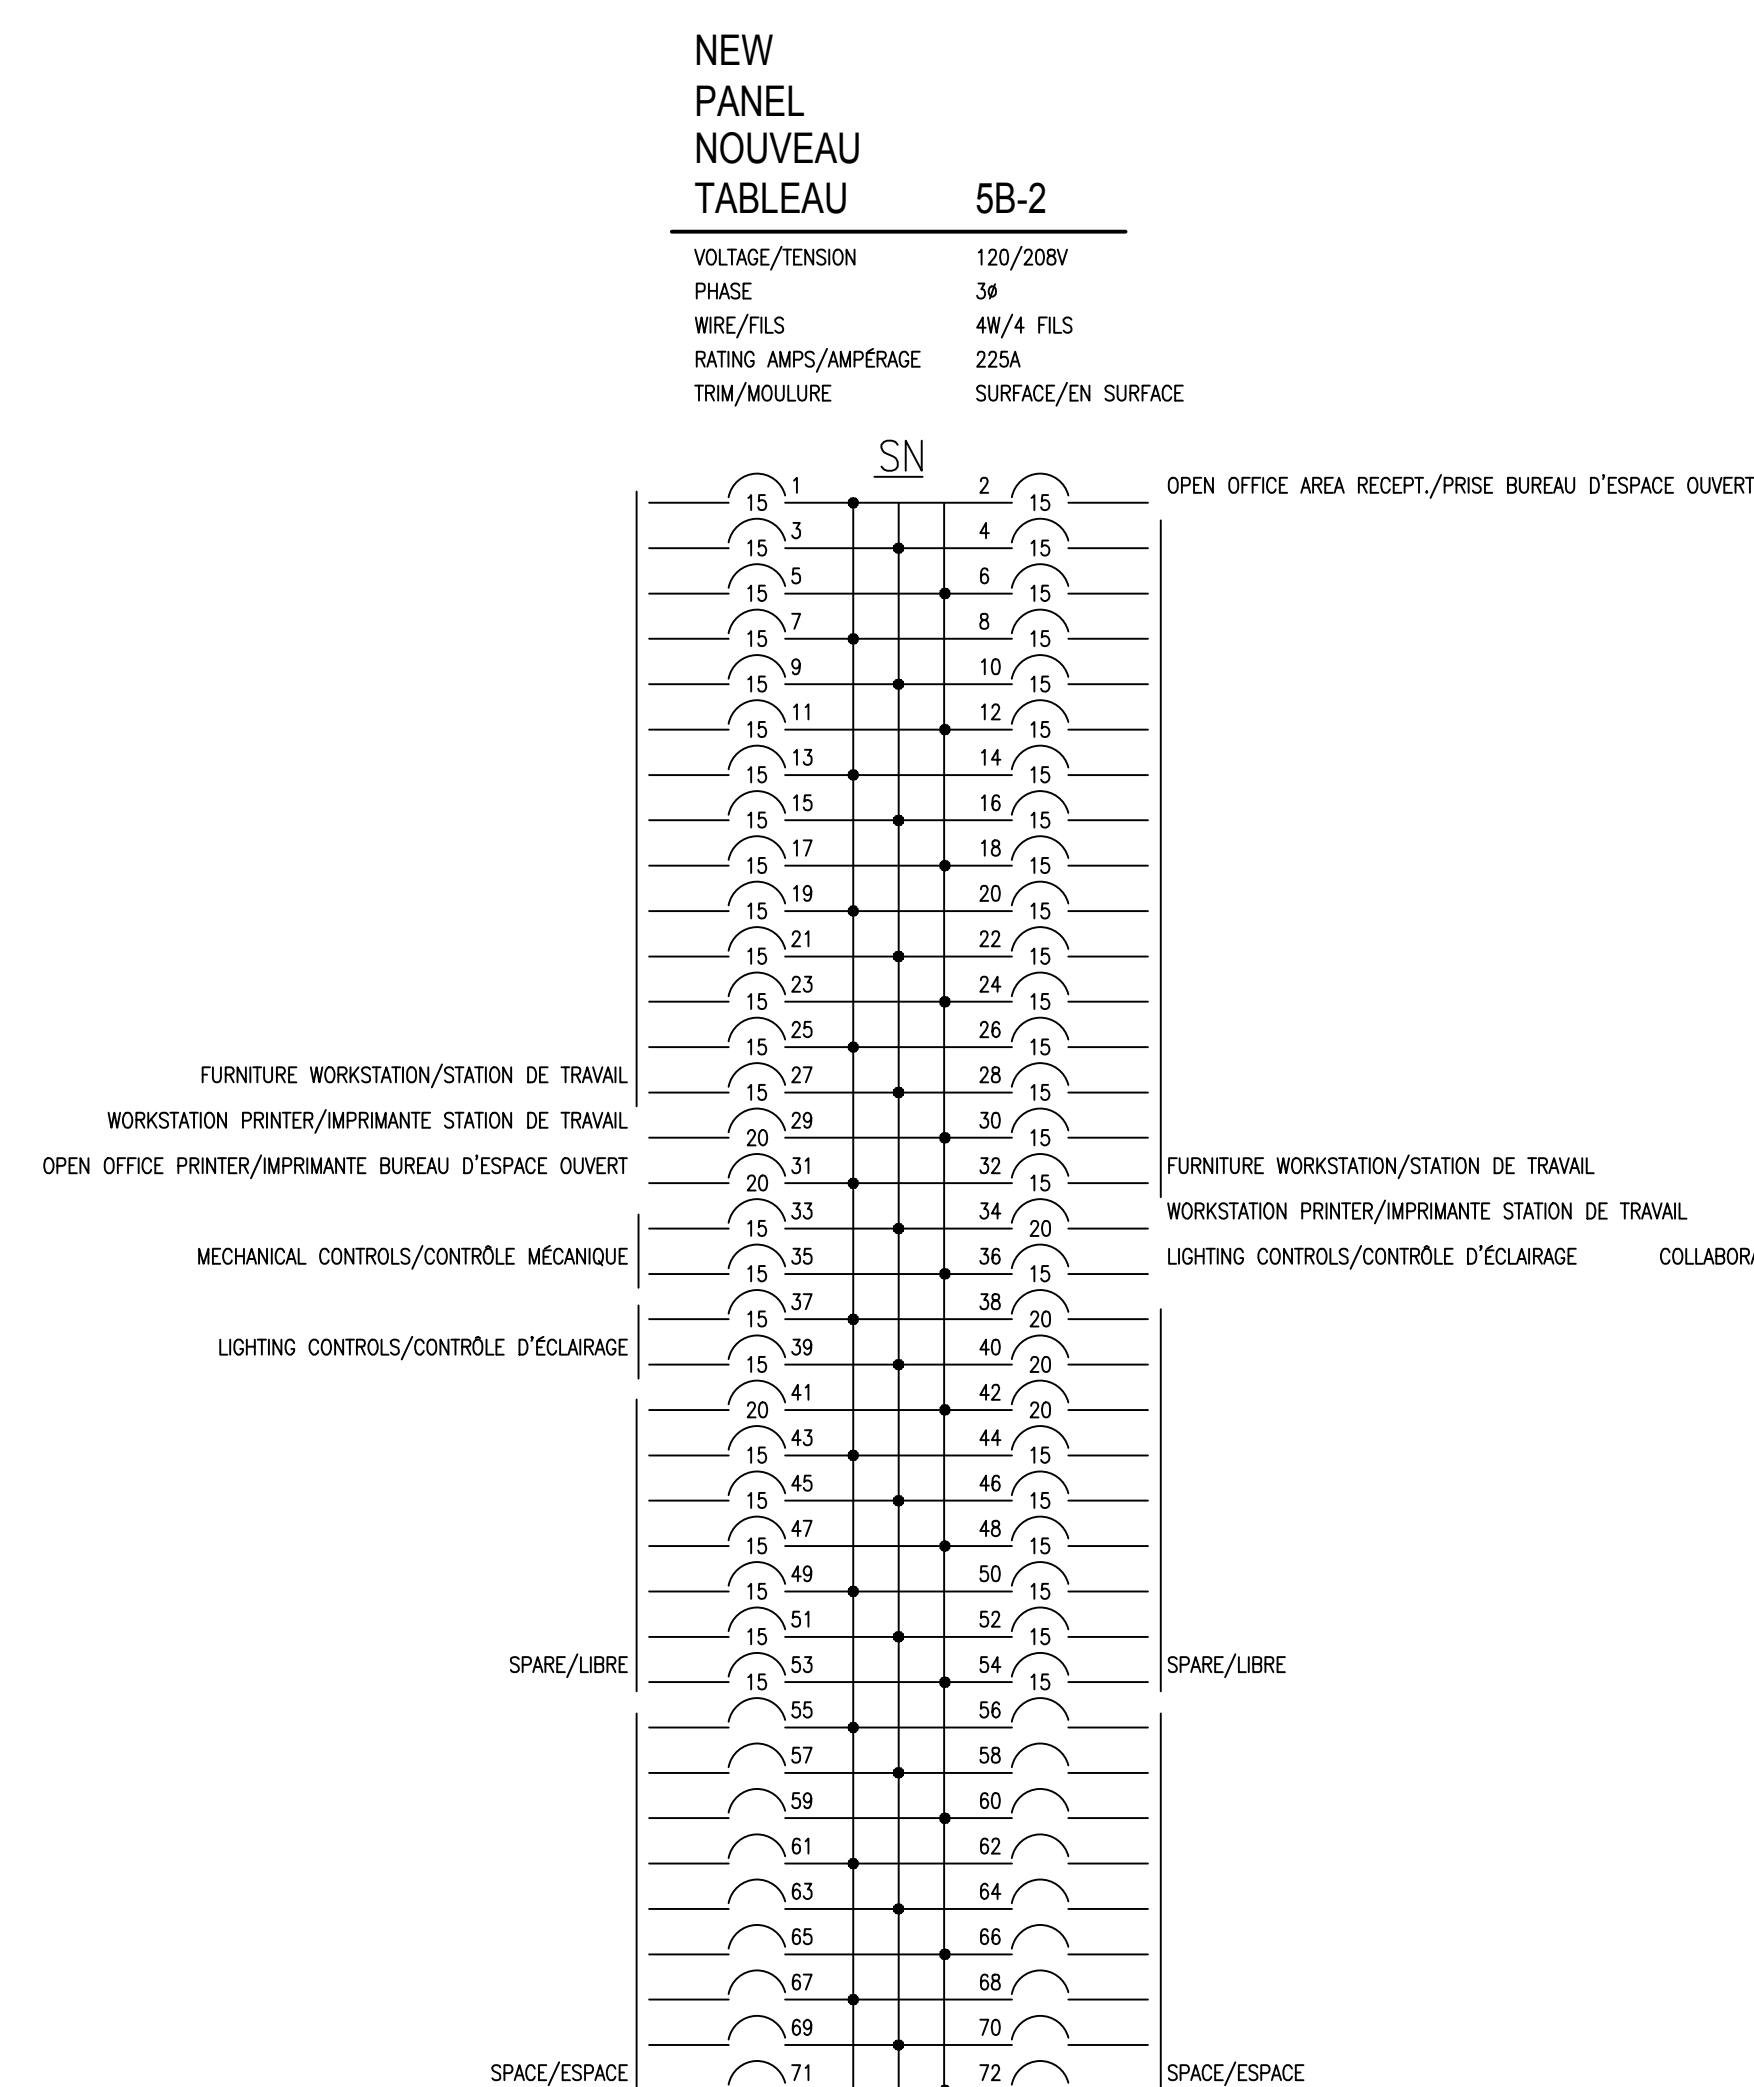 NEW
PANEL
NOUVEAU
TABLEAU 5B-2
VOLTAGE/TENSION 120/208V
PHASE 3ø
WIRE/FILS 4W/4 FILS
RATING AMPS/AMPÉRAGE 225A
TRIM/MOULURE SURFACE/EN SURFACE
SN
15 1 2 15 OPEN OFFICE AREA RECEPT./PRISE BUREAU D'ESPACE OUVERT
15 3 4 15
15 5 6 15
15 7 8 15
15 9 10 15
15 11 12 15
15 13 14 15
15 15 16 15
15 17 18 15
15 19 20 15
15 21 22 15
15 23 24 15
15 25 26 15
FURNITURE WORKSTATION/STATION DE TRAVAIL 15 27 28 15
WORKSTATION PRINTER/IMPRIMANTE STATION DE TRAVAIL 20 29 30 15
OPEN OFFICE PRINTER/IMPRIMANTE BUREAU D'ESPACE OUVERT 20 31 32 15 FURNITURE WORKSTATION/STATION DE TRAVAIL
15 33 34 20 WORKSTATION PRINTER/IMPRIMANTE STATION DE TRAVAIL
MECHANICAL CONTROLS/CONTRÔLE MÉCANIQUE 15 35 36 15 LIGHTING CONTROLS/CONTRÔLE D'ÉCLAIRAGE
15 37 38 20
LIGHTING CONTROLS/CONTRÔLE D'ÉCLAIRAGE 15 39 40 20
20 41 42 20
15 43 44 15
15 45 46 15
15 47 48 15
15 49 50 15
15 51 52 15
SPARE/LIBRE 15 53 54 15 SPARE/LIBRE
55 56
57 58
59 60
61 62
63 64
65 66
67 68
69 70
SPACE/ESPACE 71 72 SPACE/ESPACE